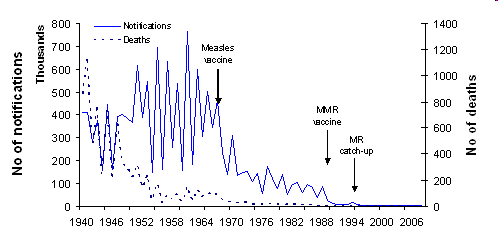 No of notifications
Thousands
800
700
600
500
400
300
200
100
0
Notifications
Deaths
Measles
vaccine
MMR
vaccine
MR
catch-up
1400
1200
1000
800
600
400
200
0
No of deaths
1940 1946 1952 1958 1964 1970 1976 1982 1988 1994 2000 2006